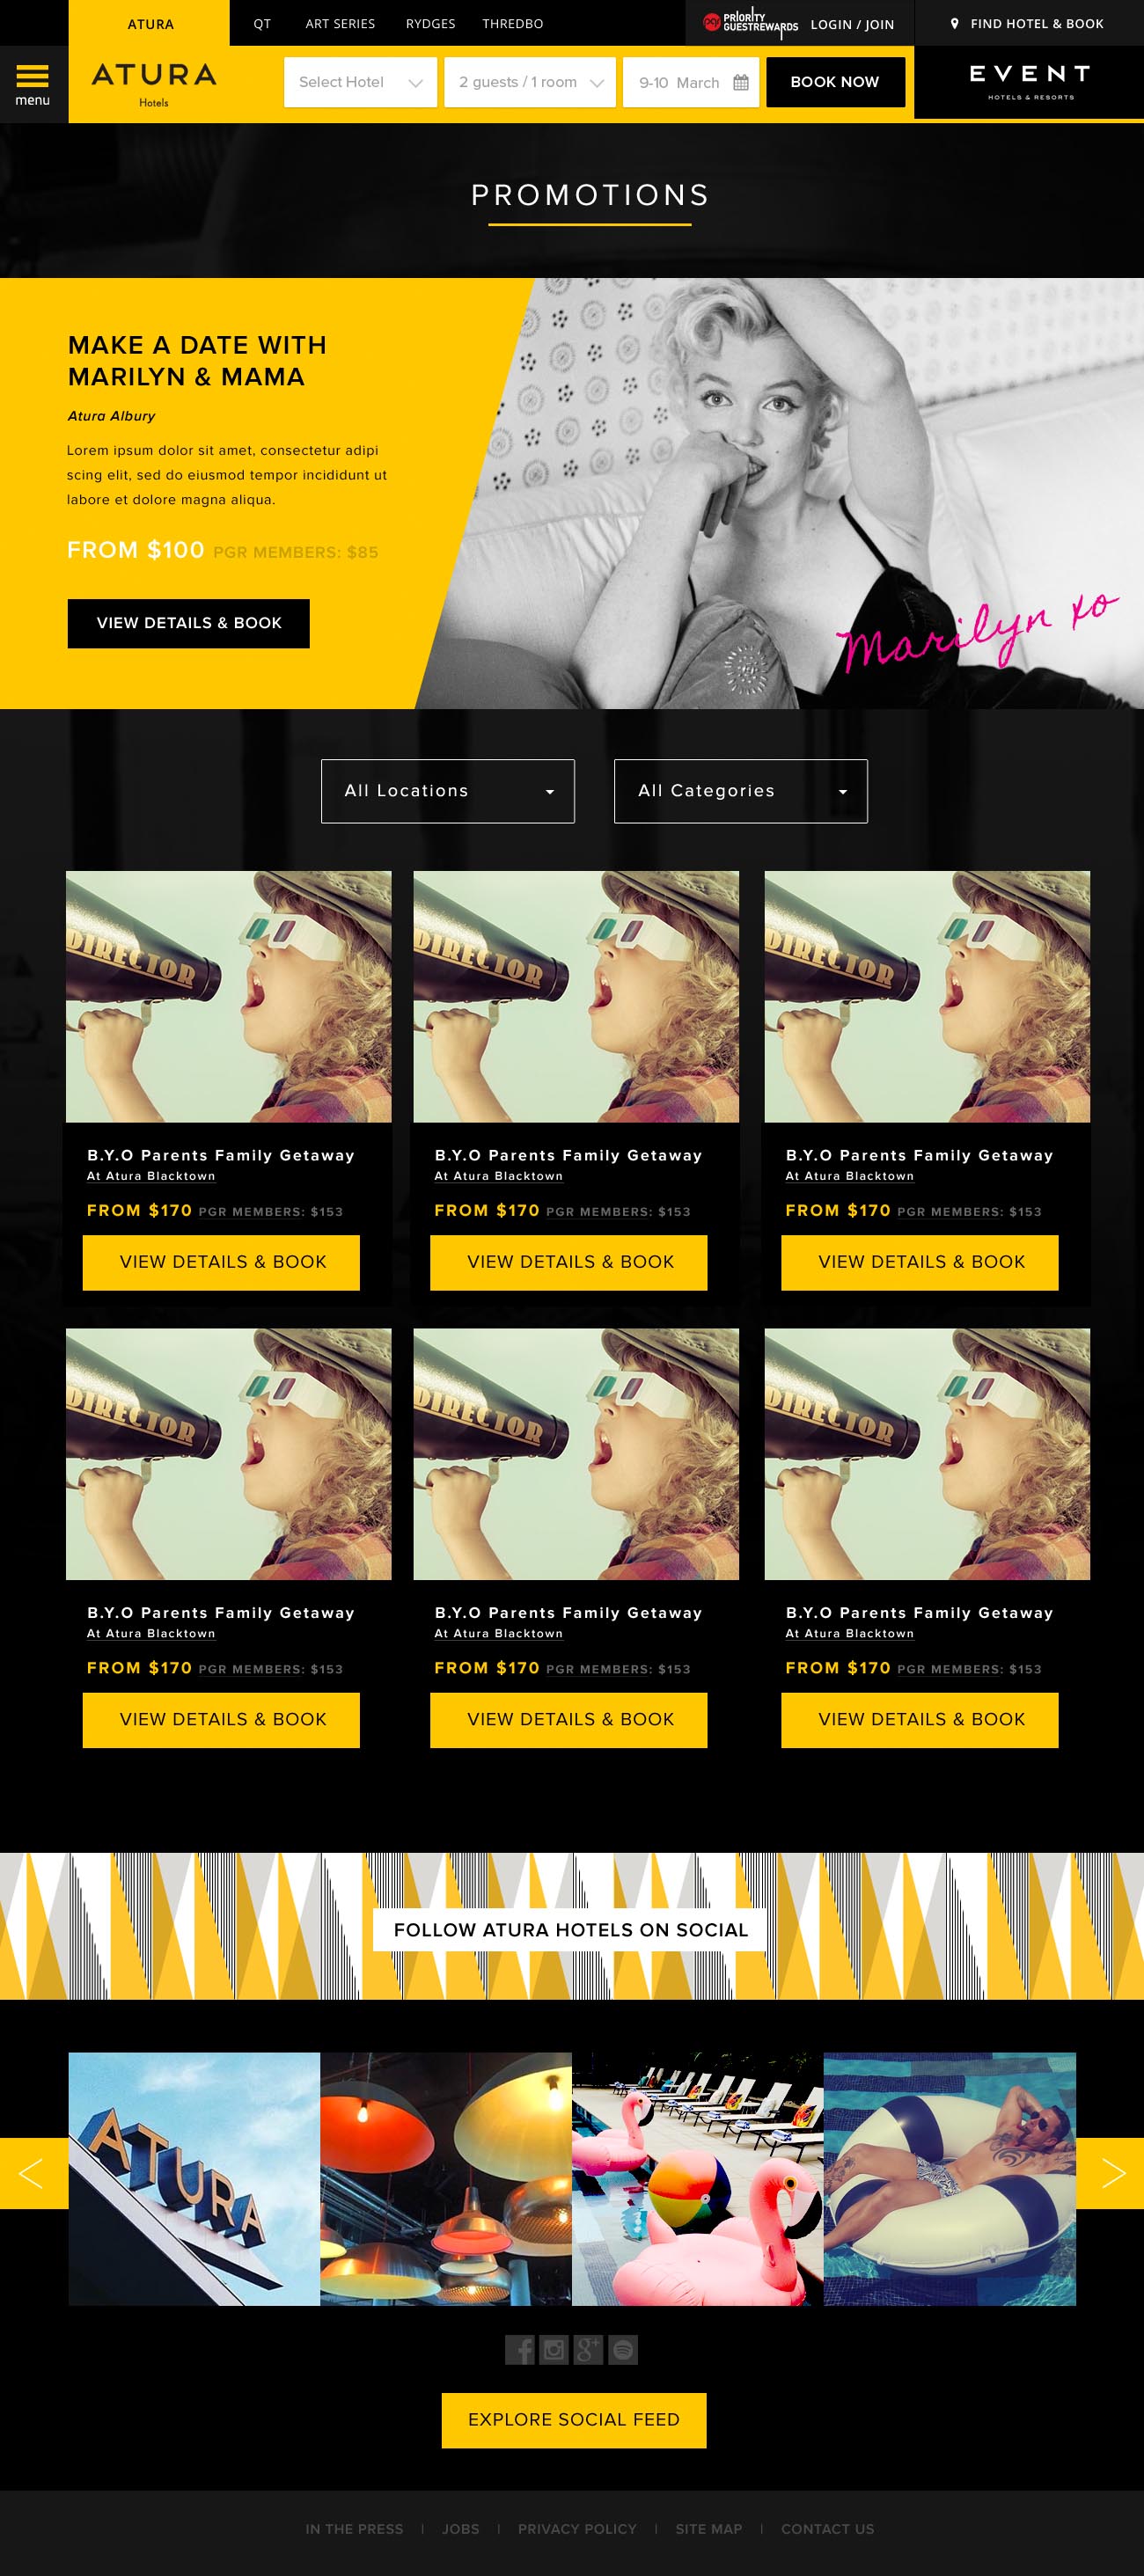 ATURA
QT
ART SERIES
RYDGES
THREDBO
pgr PRIORITY GUESTREWARDS
LOGIN / JOIN
FIND HOTEL & BOOK
menu
ATURA
Hotels
Select Hotel
2 guests / 1 room
9-10 March
BOOK NOW
EVENT
HOTELS & RESORTS
PROMOTIONS
MAKE A DATE WITH
MARILYN & MAMA
Atura Albury
Lorem ipsum dolor sit amet, consectetur adipi
scing elit, sed do eiusmod tempor incididunt ut
labore et dolore magna aliqua.
FROM $100 PGR MEMBERS: $85
VIEW DETAILS & BOOK
Marilyn xo
All Locations
All Categories
DIRECTOR
DIRECTOR
DIRECTOR
B.Y.O Parents Family Getaway
At Atura Blacktown
FROM $170 PGR MEMBERS: $153
VIEW DETAILS & BOOK
B.Y.O Parents Family Getaway
At Atura Blacktown
FROM $170 PGR MEMBERS: $153
VIEW DETAILS & BOOK
B.Y.O Parents Family Getaway
At Atura Blacktown
FROM $170 PGR MEMBERS: $153
VIEW DETAILS & BOOK
DIRECTOR
DIRECTOR
DIRECTOR
B.Y.O Parents Family Getaway
At Atura Blacktown
FROM $170 PGR MEMBERS: $153
VIEW DETAILS & BOOK
B.Y.O Parents Family Getaway
At Atura Blacktown
FROM $170 PGR MEMBERS: $153
VIEW DETAILS & BOOK
B.Y.O Parents Family Getaway
At Atura Blacktown
FROM $170 PGR MEMBERS: $153
VIEW DETAILS & BOOK
FOLLOW ATURA HOTELS ON SOCIAL
ATURA
EXPLORE SOCIAL FEED
IN THE PRESS | JOBS | PRIVACY POLICY | SITE MAP | CONTACT US